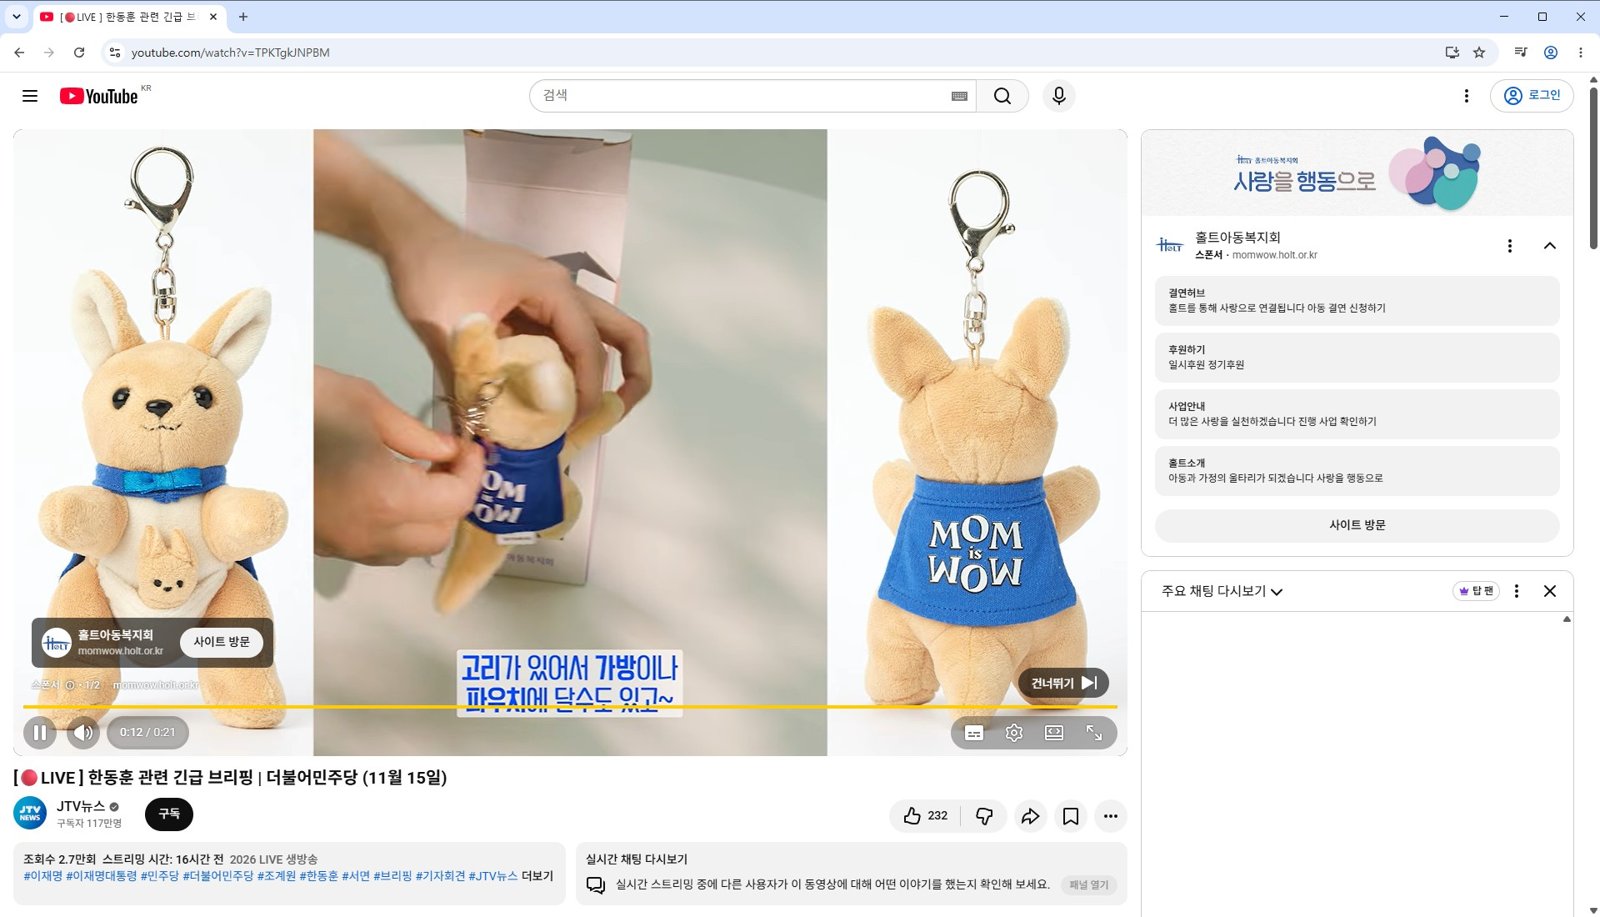 [🔴LIVE ] 한동훈 관련 긴급 브
youtube.com/watch?v=TPKTgkJNPBM
YouTube KR
검색
로그인
MOM
is
WOW
OM
WOW
아동복지회
고리가 있어서 가방이나
파우치에 달수도 있고~
홀트아동복지회
momwow.holt.or.kr
사이트 방문
스폰서 · 1/2 momwow.holt.or.kr
건너뛰기
0:12 / 0:21
[🔴LIVE ] 한동훈 관련 긴급 브리핑 | 더불어민주당 (11월 15일)
JTV NEWS
JTV뉴스
구독자 117만명
구독
232
조회수 2.7만회 스트리밍 시간: 16시간 전 2026 LIVE 생방송
#이재명 #이재명대통령 #민주당 #더불어민주당 #조계원 #한동훈 #서면 #브리핑 #기자회견 #JTV뉴스 더보기
실시간 채팅 다시보기
실시간 스트리밍 중에 다른 사용자가 이 동영상에 대해 어떤 이야기를 했는지 확인해 보세요.
패널 열기
HOLT 홀트아동복지회
사랑을 행동으로
HOLT
홀트아동복지회
스폰서 · momwow.holt.or.kr
결연허브
홀트를 통해 사랑으로 연결됩니다 아동 결연 신청하기
후원하기
일시후원 정기후원
사업안내
더 많은 사랑을 실천하겠습니다 진행 사업 확인하기
홀트소개
아동과 가정의 울타리가 되겠습니다 사랑을 행동으로
사이트 방문
주요 채팅 다시보기
탑 팬